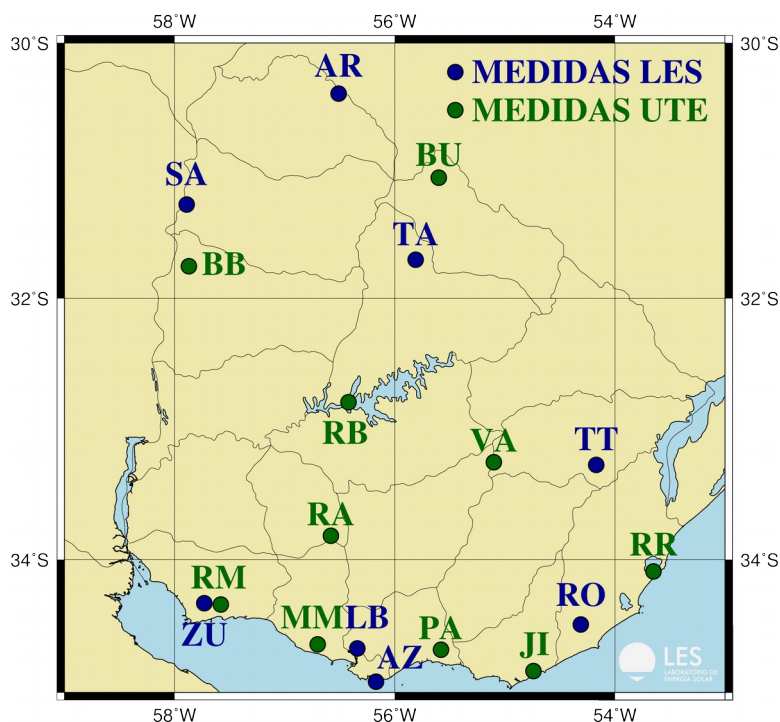 58°W 56°W 54°W
30°S 30°S
AR
MEDIDAS LES
MEDIDAS UTE
BU
SA
TA
BB
32°S 32°S
RB
VA
TT
RA
34°S 34°S
RR
RM
RO
ZU
MM LB
PA
JI
AZ
LES
LABORATORIO DE
ENERGÍA SOLAR
58°W 56°W 54°W